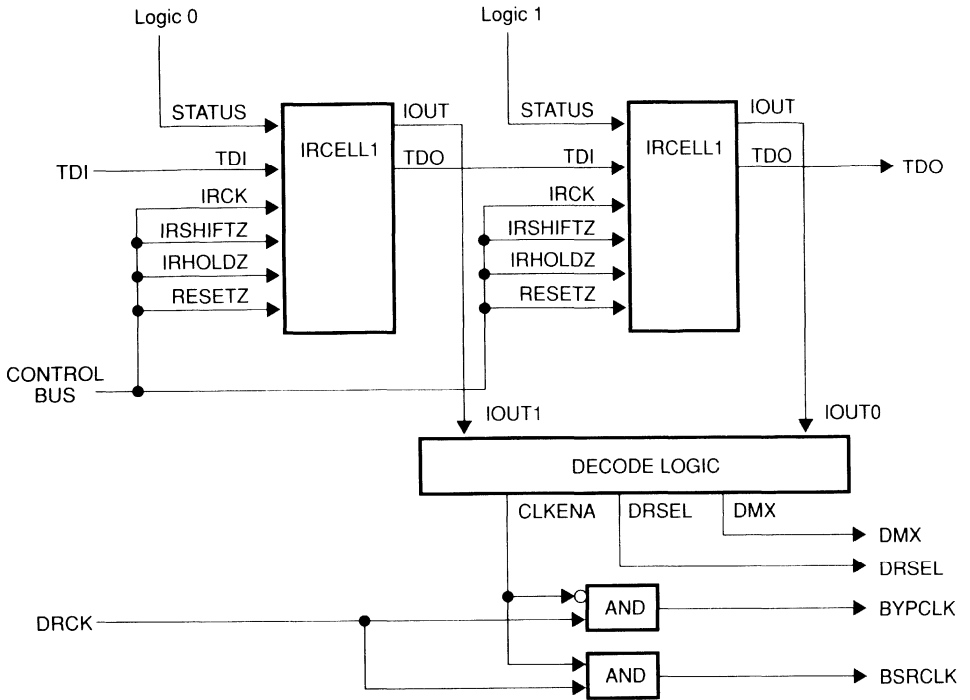 Logic 0
Logic 1
STATUS
IOUT
STATUS
IOUT
IRCELL1
IRCELL1
TDI
TDI
TDO
TDI
TDO
TDO
IRCK
IRCK
IRSHIFTZ
IRSHIFTZ
IRHOLDZ
IRHOLDZ
RESETZ
RESETZ
CONTROL
BUS
IOUT1
IOUT0
DECODE LOGIC
CLKENA
DRSEL
DMX
DMX
DRSEL
AND
BYPCLK
DRCK
AND
BSRCLK